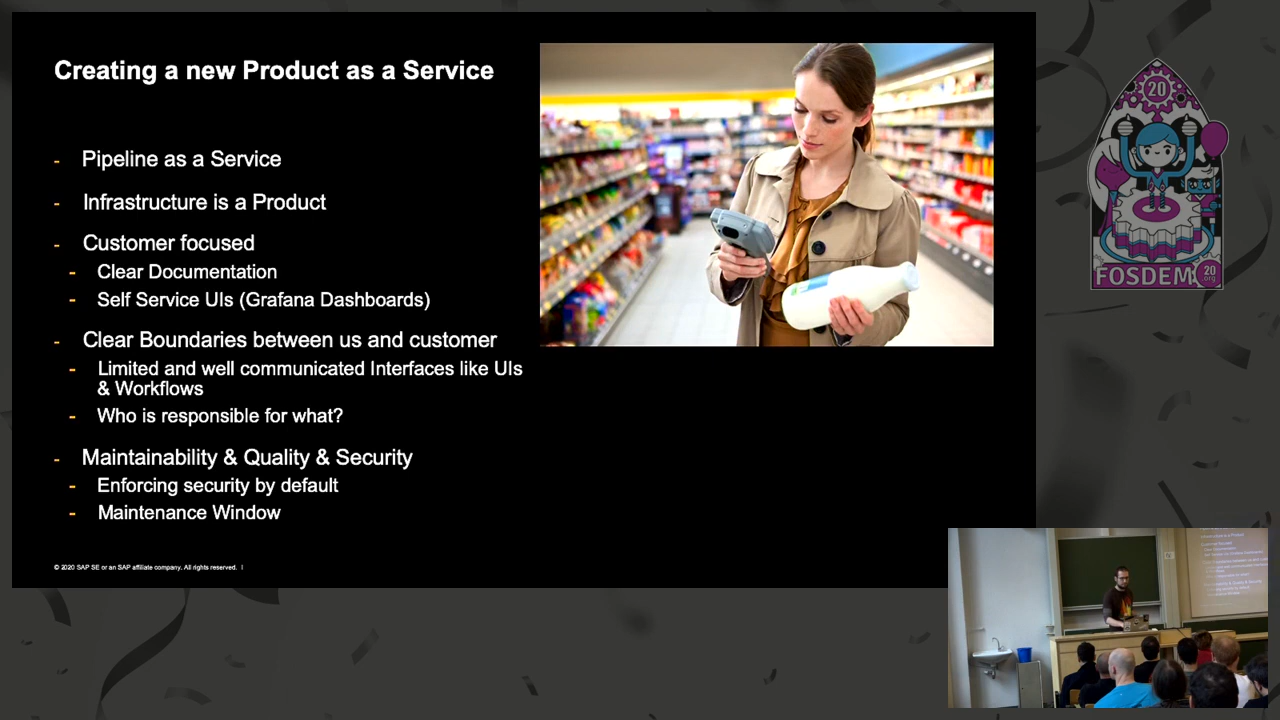 Creating a new Product as a Service
- Pipeline as a Service
- Infrastructure is a Product
- Customer focused
- Clear Documentation
- Self Service UIs (Grafana Dashboards)
- Clear Boundaries between us and customer
- Limited and well communicated Interfaces like UIs
& Workflows
- Who is responsible for what?
- Maintainability & Quality & Security
- Enforcing security by default
- Maintenance Window
© 2020 SAP SE or an SAP affiliate company. All rights reserved. |
20
FOSDEM
20
.org